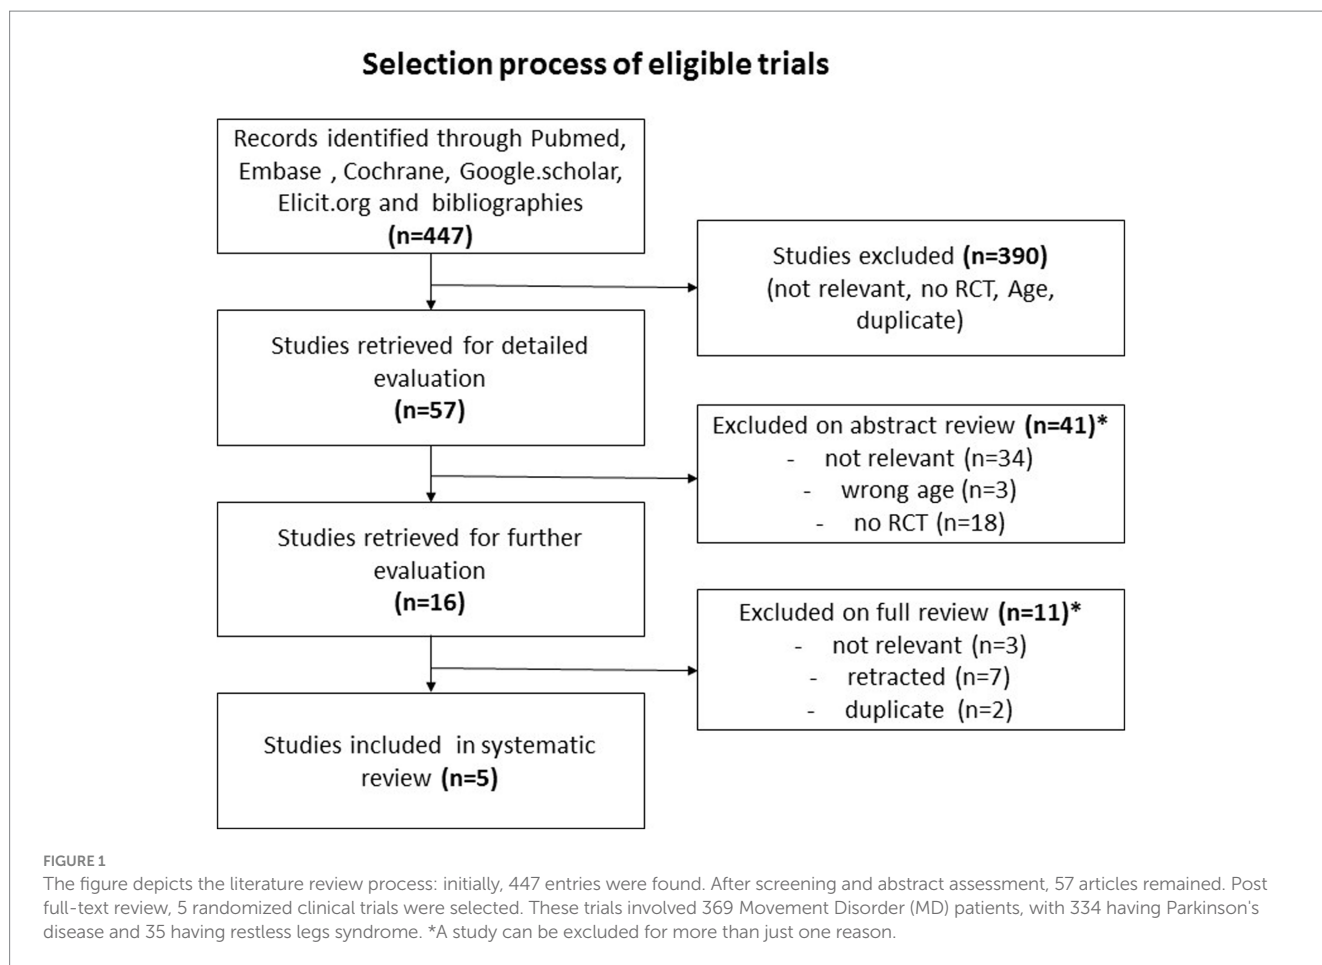 Selection process of eligible trials
Records identified through Pubmed,
Embase , Cochrane, Google.scholar,
Elicit.org and bibliographies
(n=447)
Studies excluded (n=390)
(not relevant, no RCT, Age,
duplicate)
Studies retrieved for detailed
evaluation
(n=57)
Excluded on abstract review (n=41)*
- not relevant (n=34)
- wrong age (n=3)
- no RCT (n=18)
Studies retrieved for further
evaluation
(n=16)
Excluded on full review (n=11)*
- not relevant (n=3)
- retracted (n=7)
- duplicate (n=2)
Studies included in systematic
review (n=5)
FIGURE 1
The figure depicts the literature review process: initially, 447 entries were found. After screening and abstract assessment, 57 articles remained. Post
full-text review, 5 randomized clinical trials were selected. These trials involved 369 Movement Disorder (MD) patients, with 334 having Parkinson's
disease and 35 having restless legs syndrome. *A study can be excluded for more than just one reason.